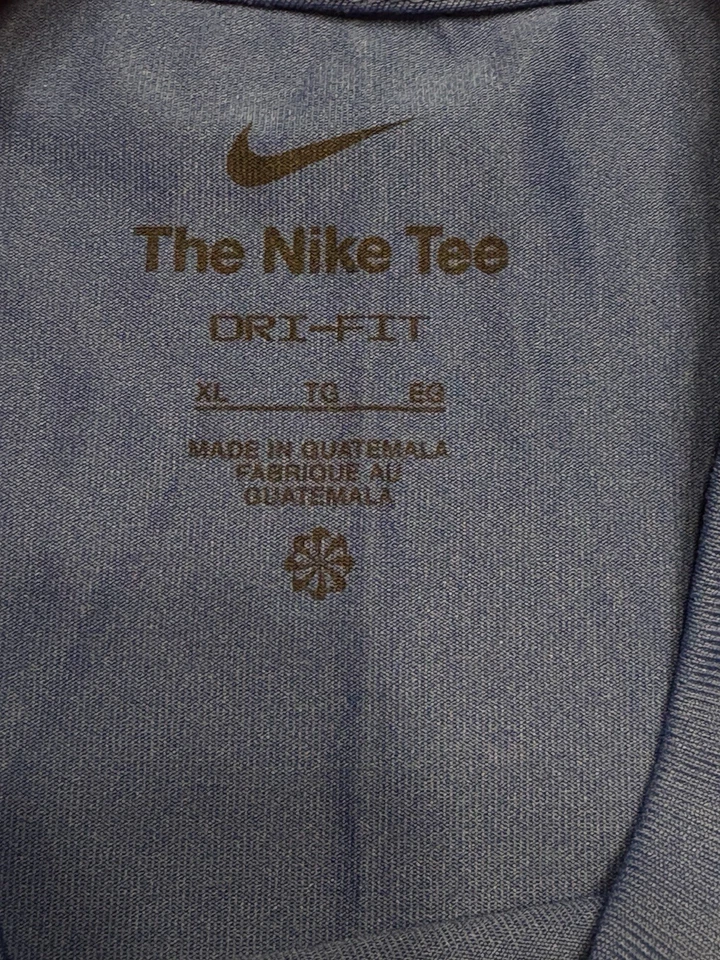 The Nike Tee
DRI-FIT
XL TG EG
MADE IN GUATEMALA
FABRIQUE AU
GUATEMALA